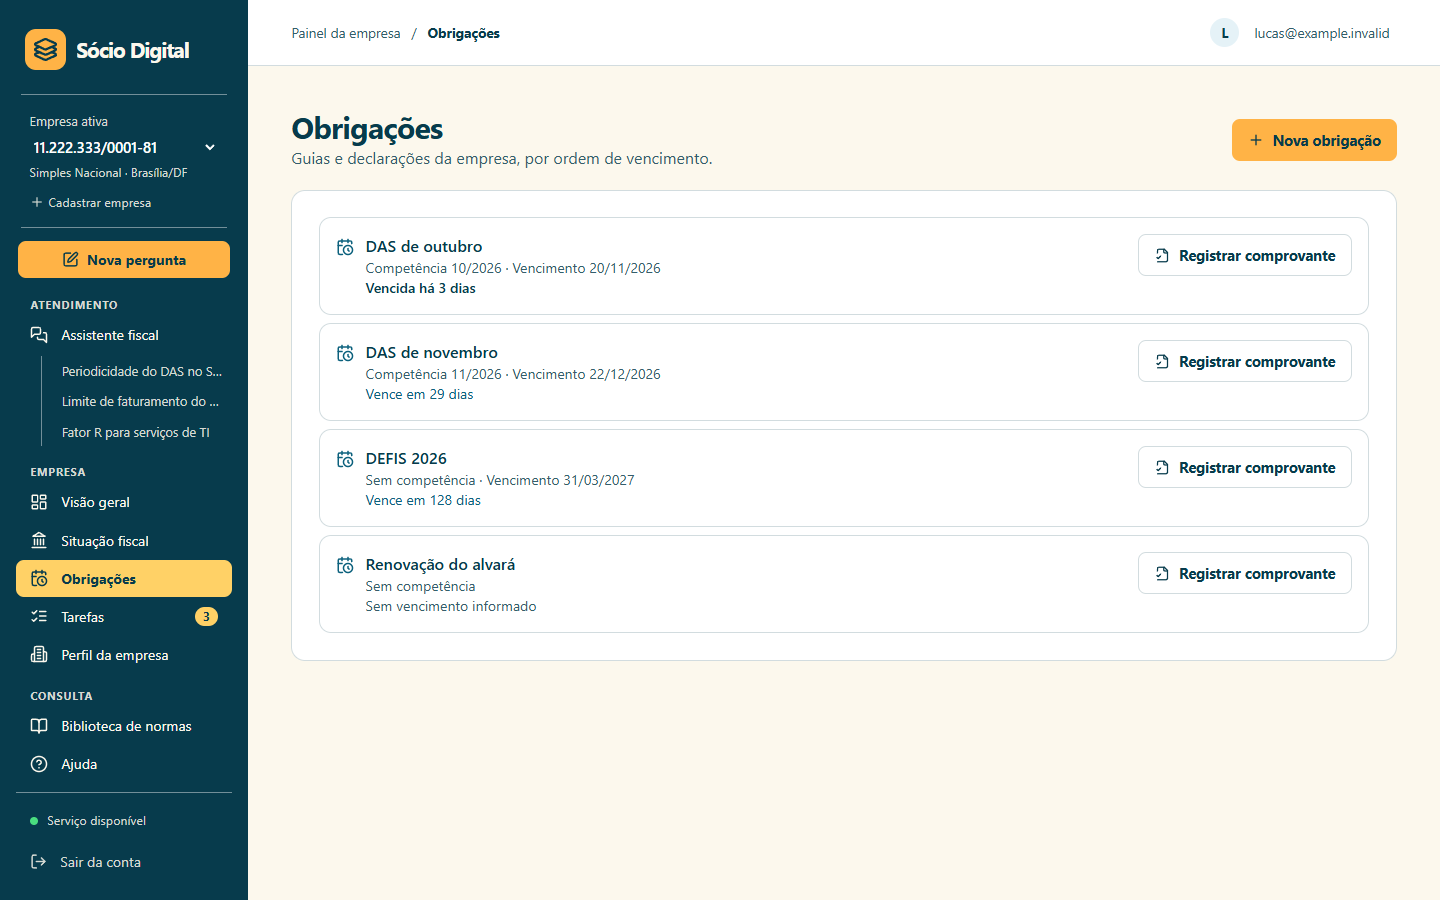 Sócio Digital
Empresa ativa
11.222.333/0001-81
Simples Nacional · Brasília/DF
Cadastrar empresa
Nova pergunta
ATENDIMENTO
Assistente fiscal
Periodicidade do DAS no S...
Limite de faturamento do ...
Fator R para serviços de TI
EMPRESA
Visão geral
Situação fiscal
Obrigações
Tarefas
3
Perfil da empresa
CONSULTA
Biblioteca de normas
Ajuda
Serviço disponível
Sair da conta
Painel da empresa / Obrigações
L
lucas@example.invalid
Obrigações
Guias e declarações da empresa, por ordem de vencimento.
Nova obrigação
DAS de outubro
Competência 10/2026 · Vencimento 20/11/2026
Vencida há 3 dias
Registrar comprovante
DAS de novembro
Competência 11/2026 · Vencimento 22/12/2026
Vence em 29 dias
Registrar comprovante
DEFIS 2026
Sem competência · Vencimento 31/03/2027
Vence em 128 dias
Registrar comprovante
Renovação do alvará
Sem competência
Sem vencimento informado
Registrar comprovante